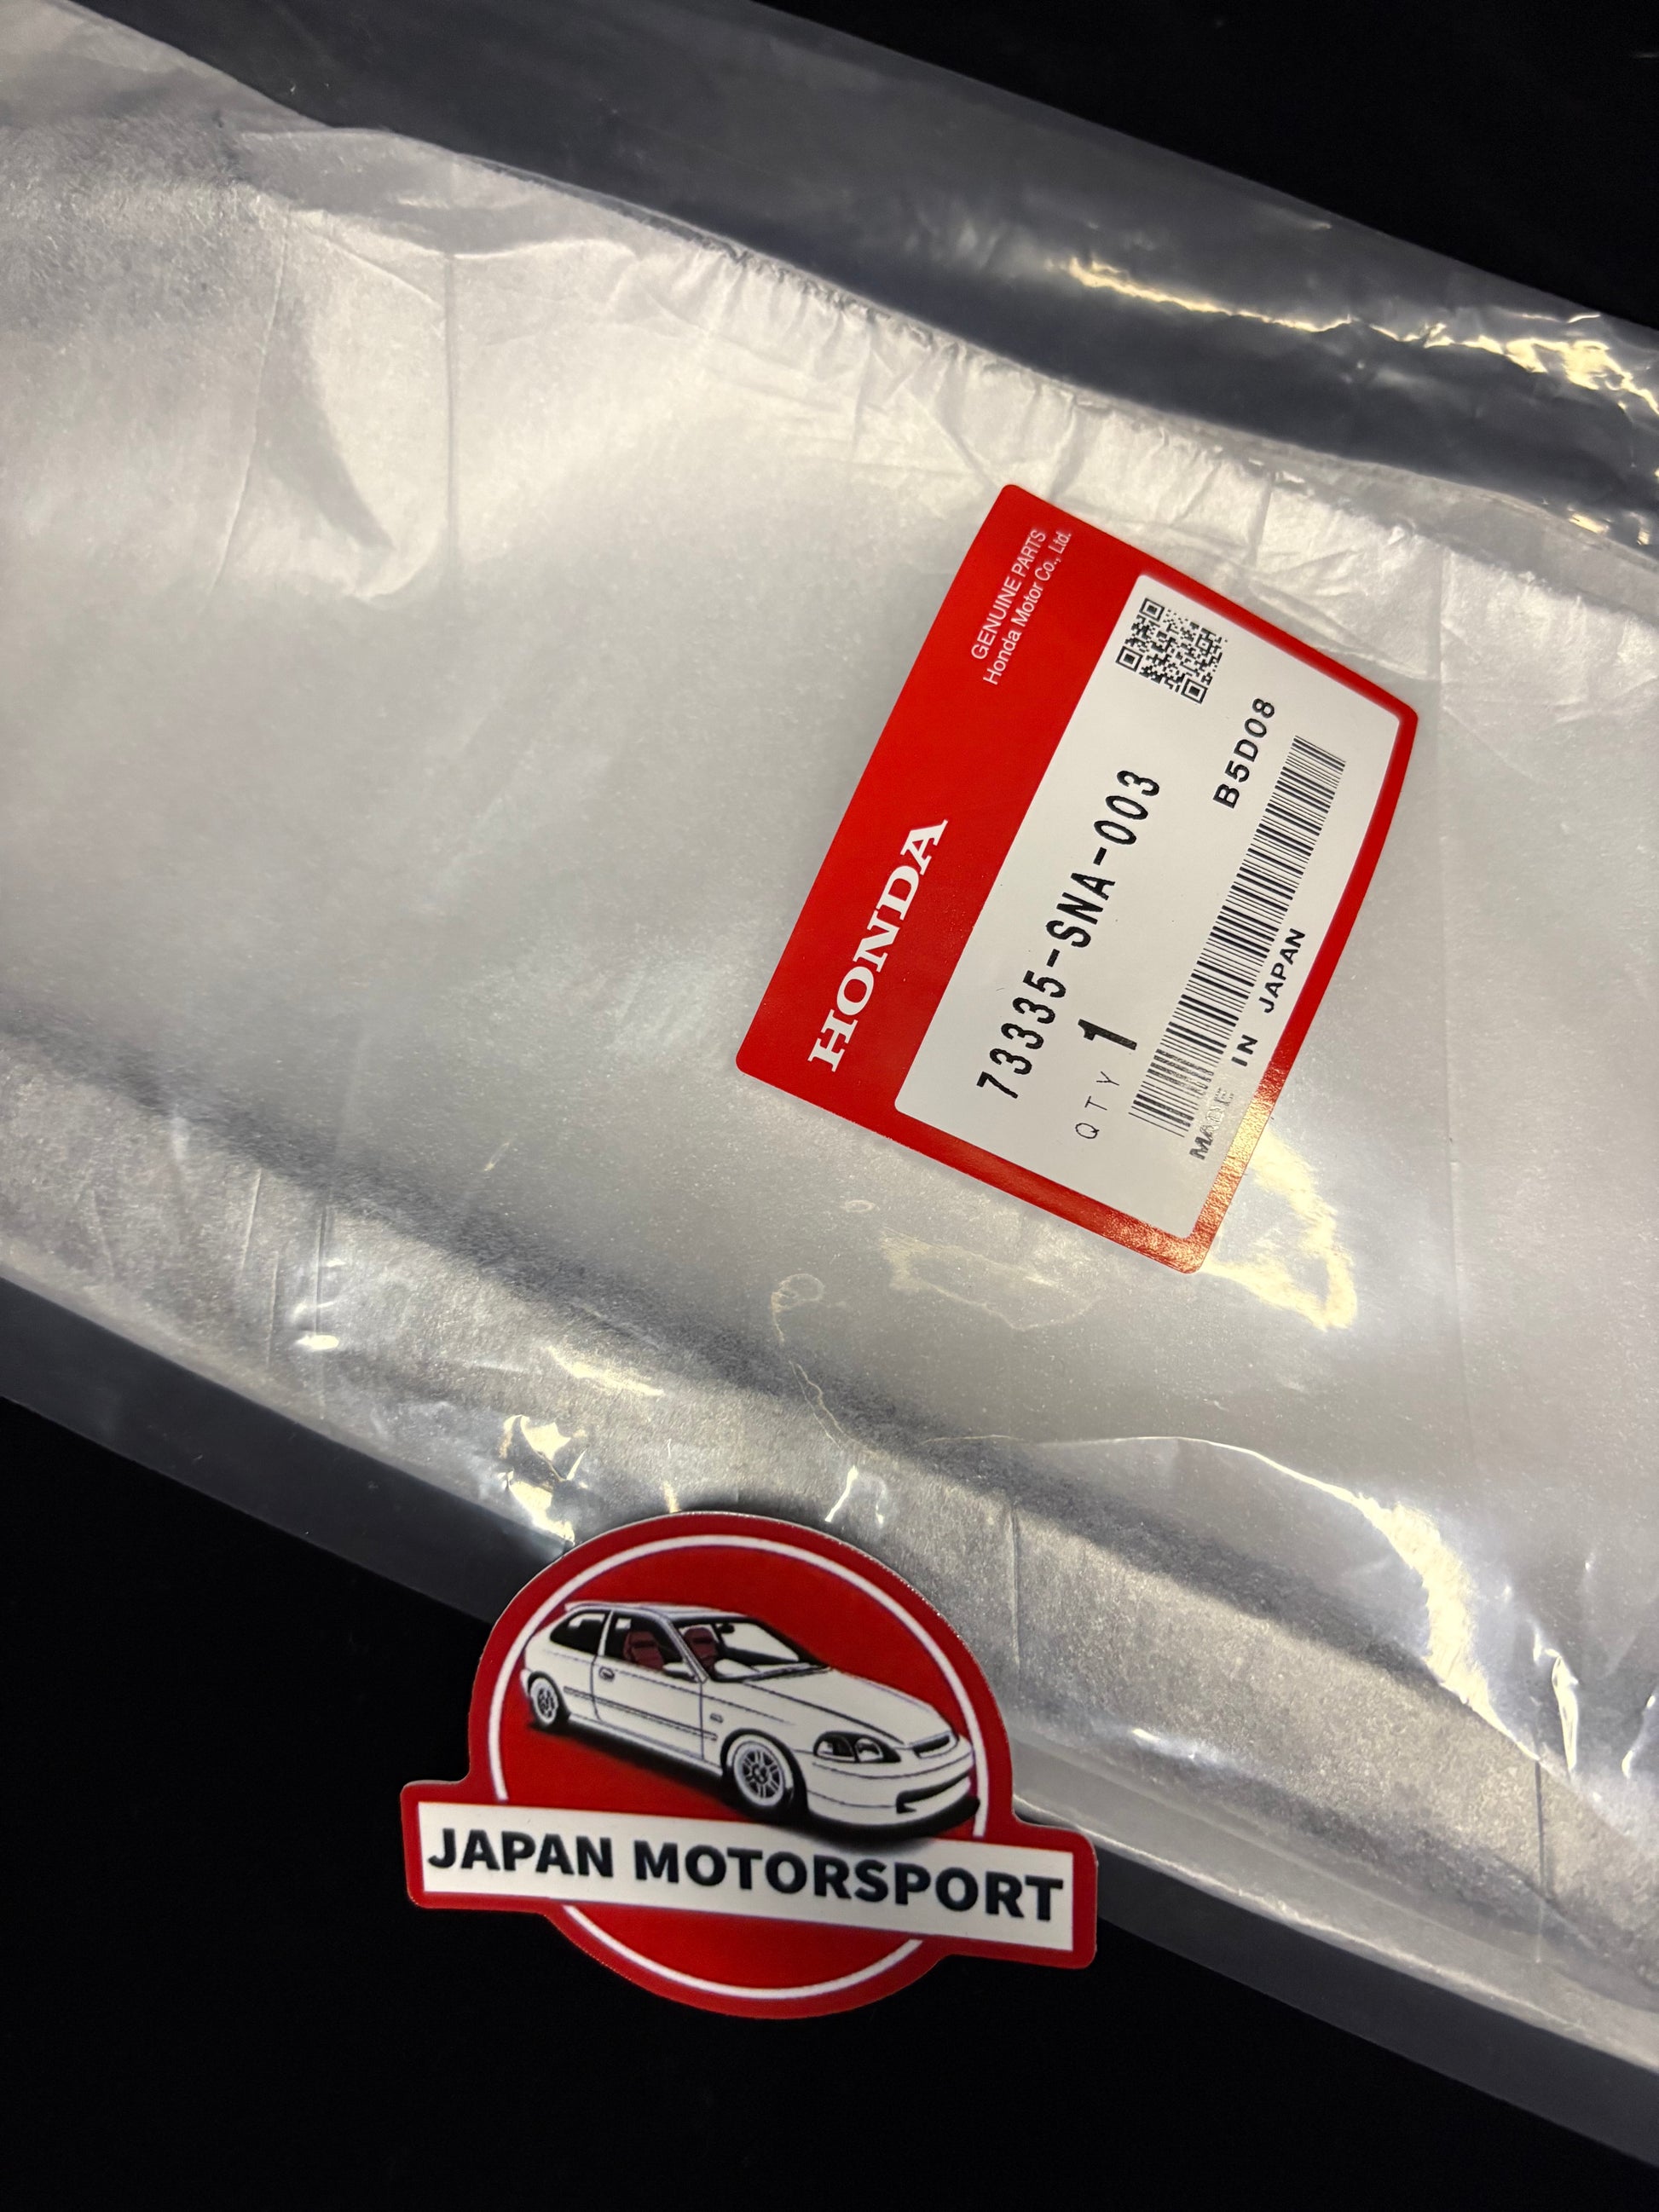 GENUINE PARTS
Honda Motor Co., Ltd.
HONDA
73335-SNA-003
QTY 1
B5D08
MADE IN JAPAN
JAPAN MOTORSPORT